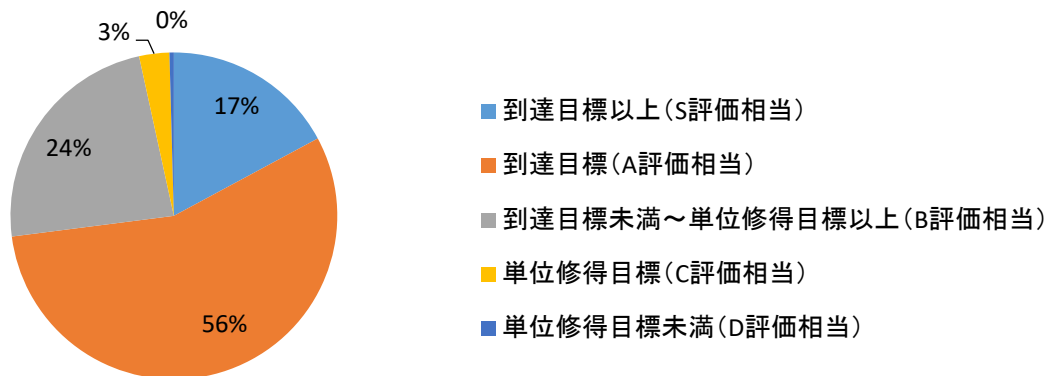 0%
3%
17%
24%
56%
到達目標以上(S評価相当)
到達目標(A評価相当)
到達目標未満～単位修得目標以上(B評価相当)
単位修得目標(C評価相当)
単位修得目標未満(D評価相当)